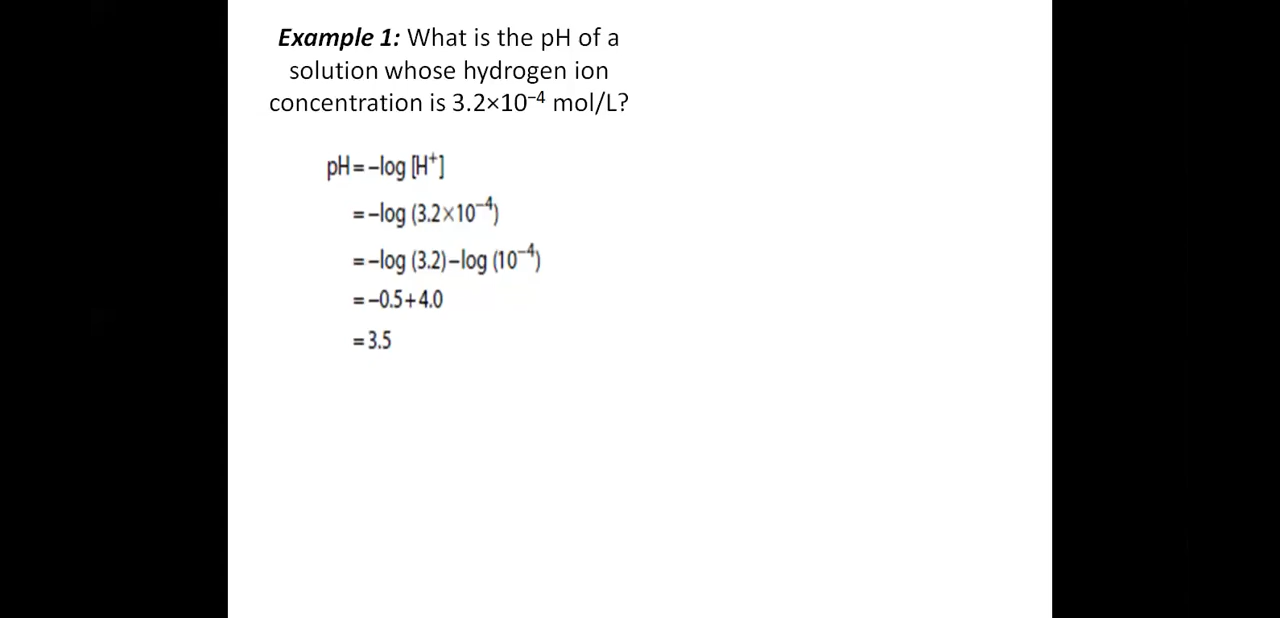 Example 1: What is the pH of a
solution whose hydrogen ion
concentration is 3.2×10⁻⁴ mol/L?
pH=–log [H⁺]
=–log (3.2×10⁻⁴)
=–log (3.2)–log (10⁻⁴)
=–0.5+4.0
=3.5